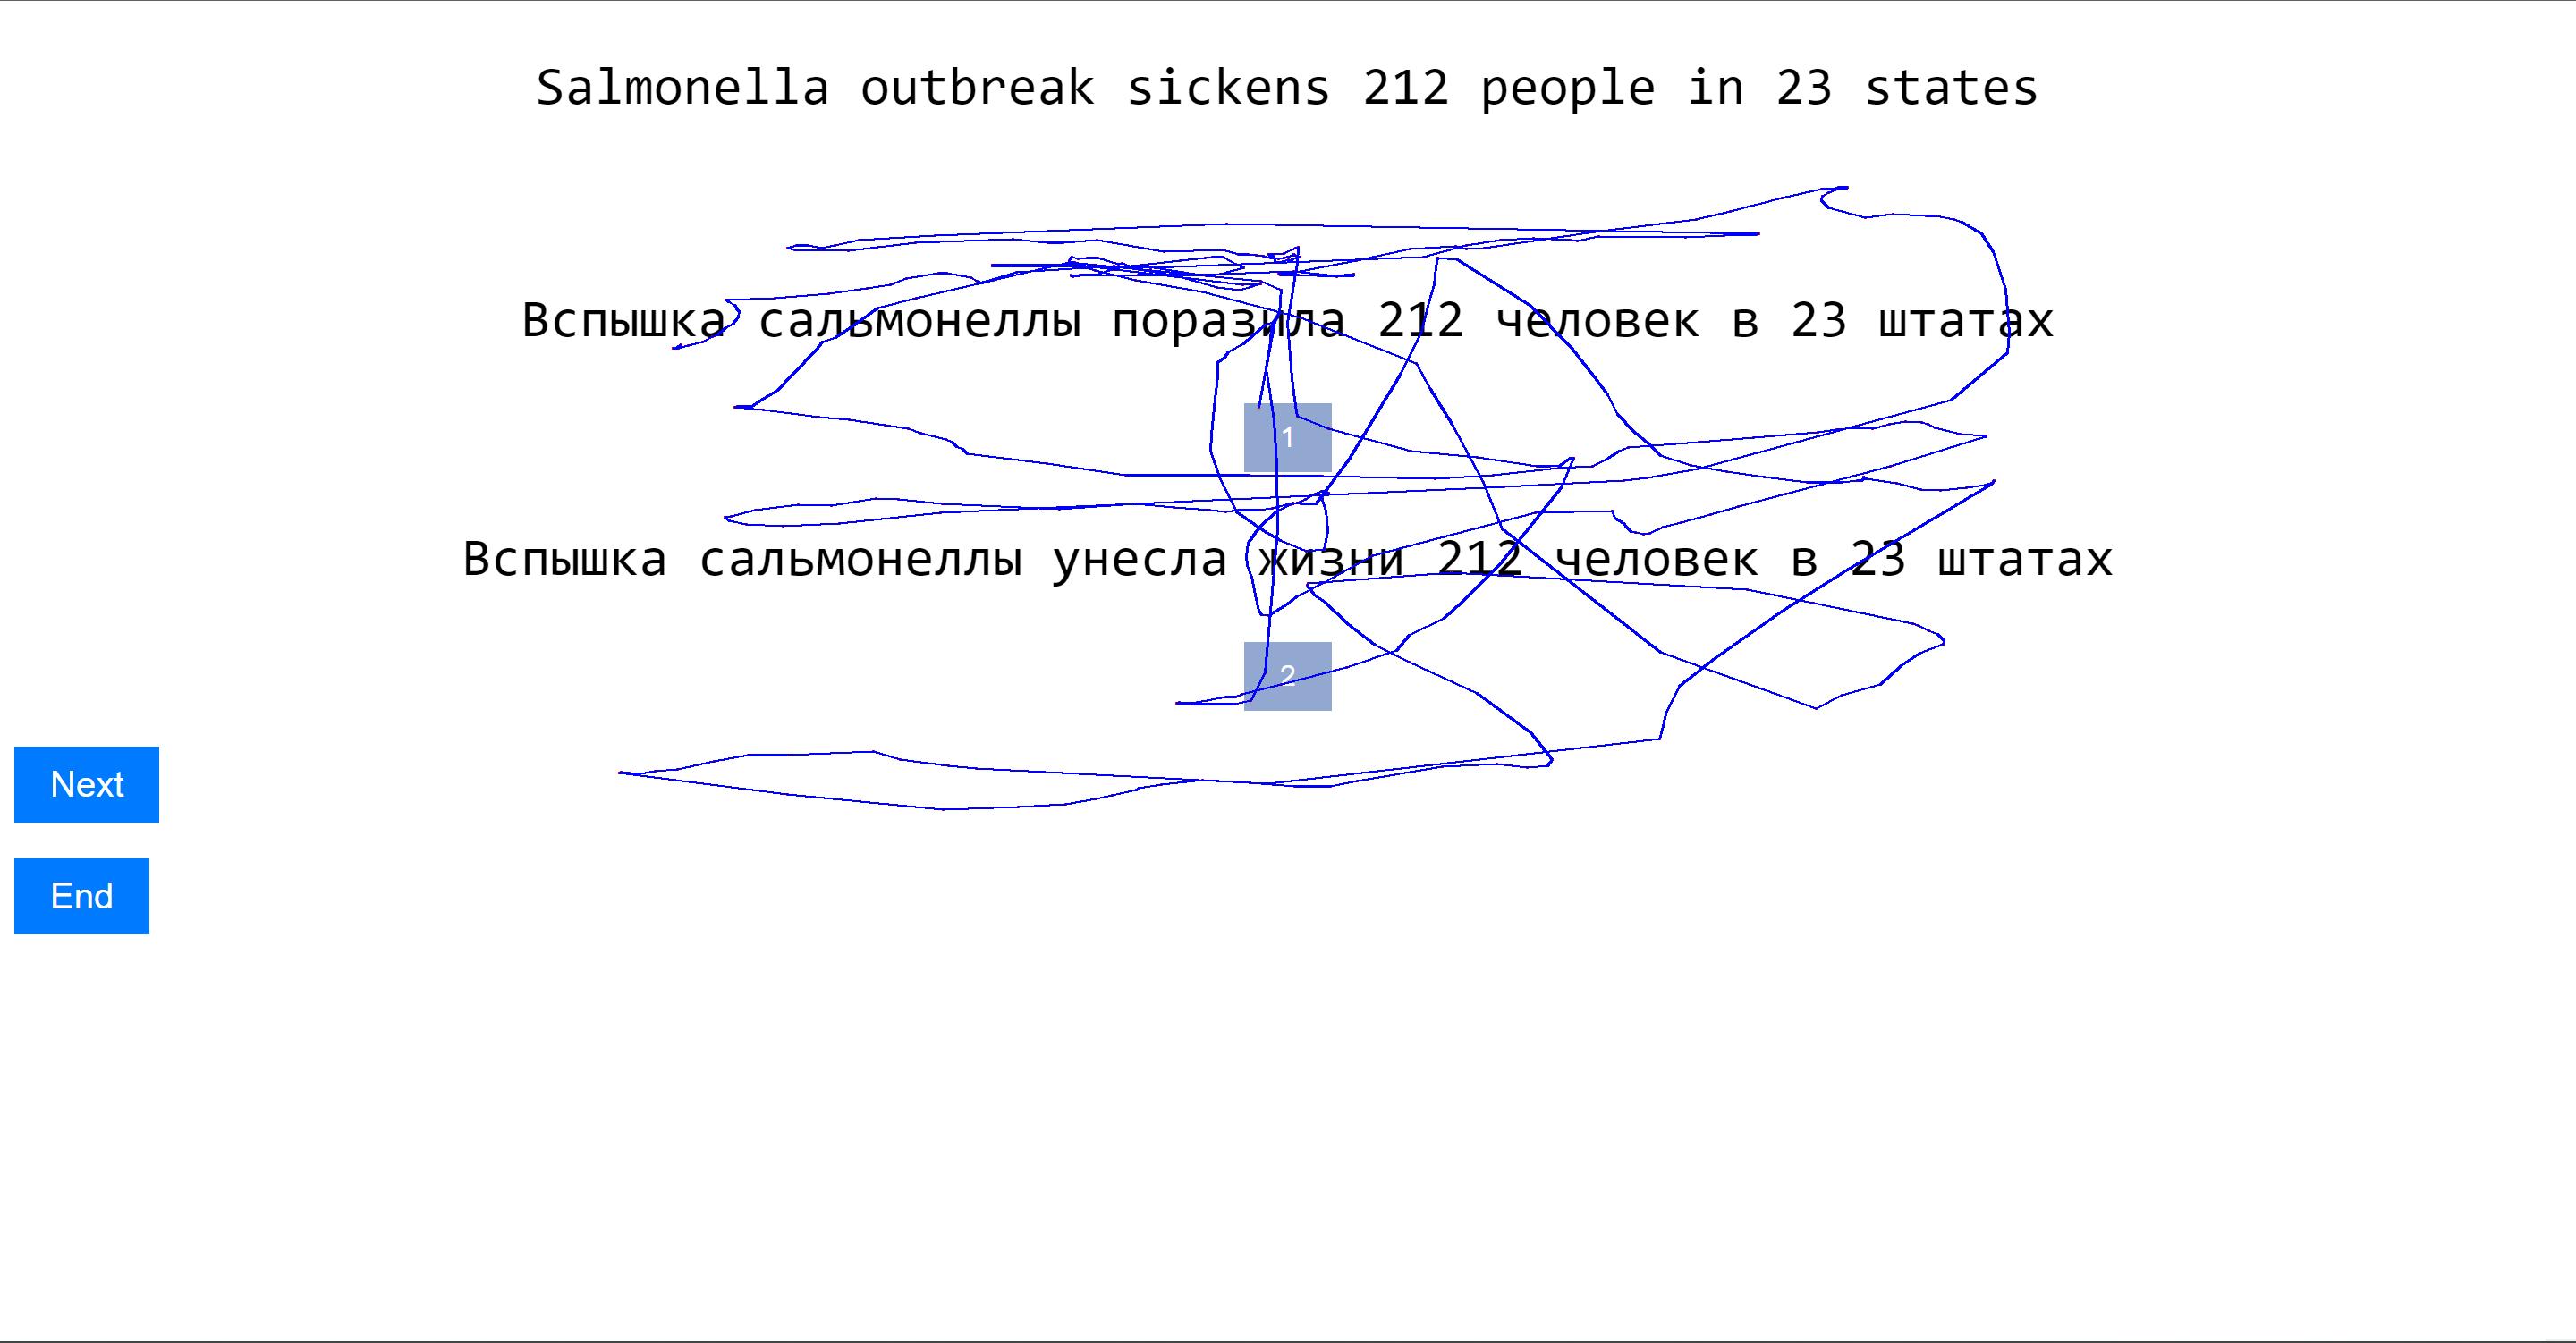 Salmonella outbreak sickens 212 people in 23 states
Вспышка сальмонеллы поразила 212 человек в 23 штатах
1
Вспышка сальмонеллы унесла жизни 212 человек в 23 штатах
2
Next
End